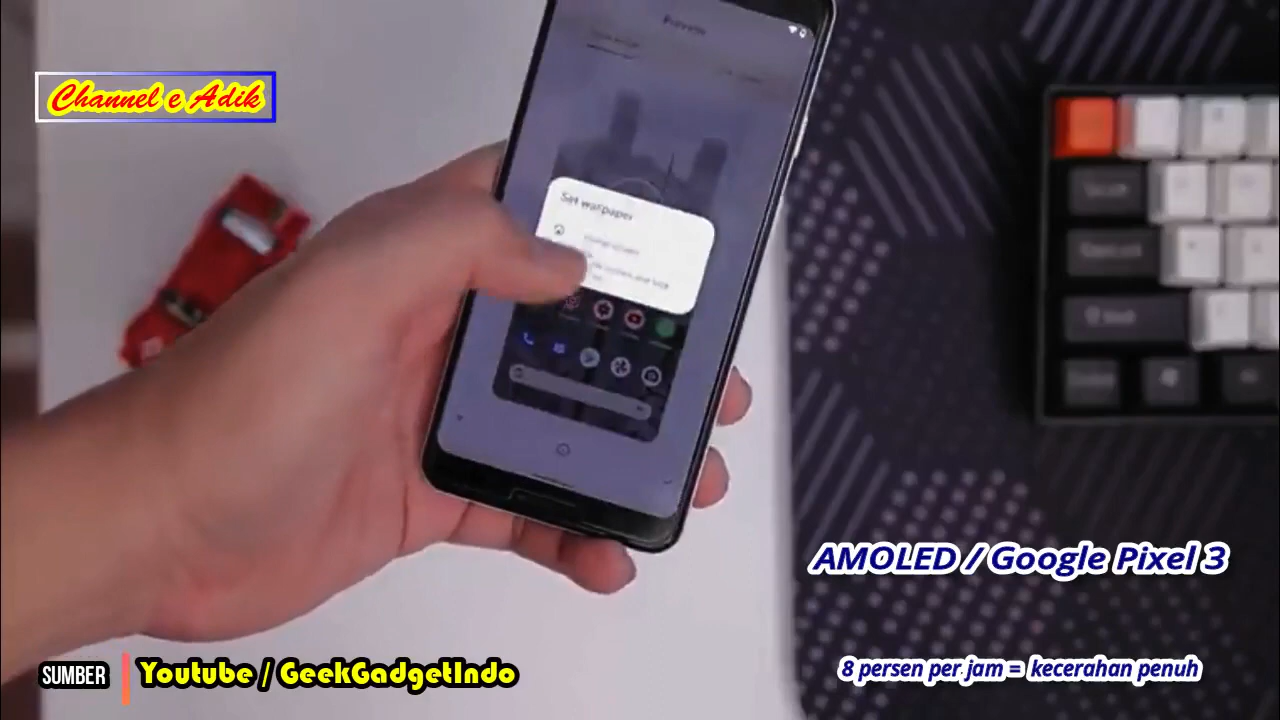 Channel e Adik
Set wallpaper
AMOLED / Google Pixel 3
SUMBER
Youtube / GeekGadgetIndo
8 persen per jam = kecerahan penuh